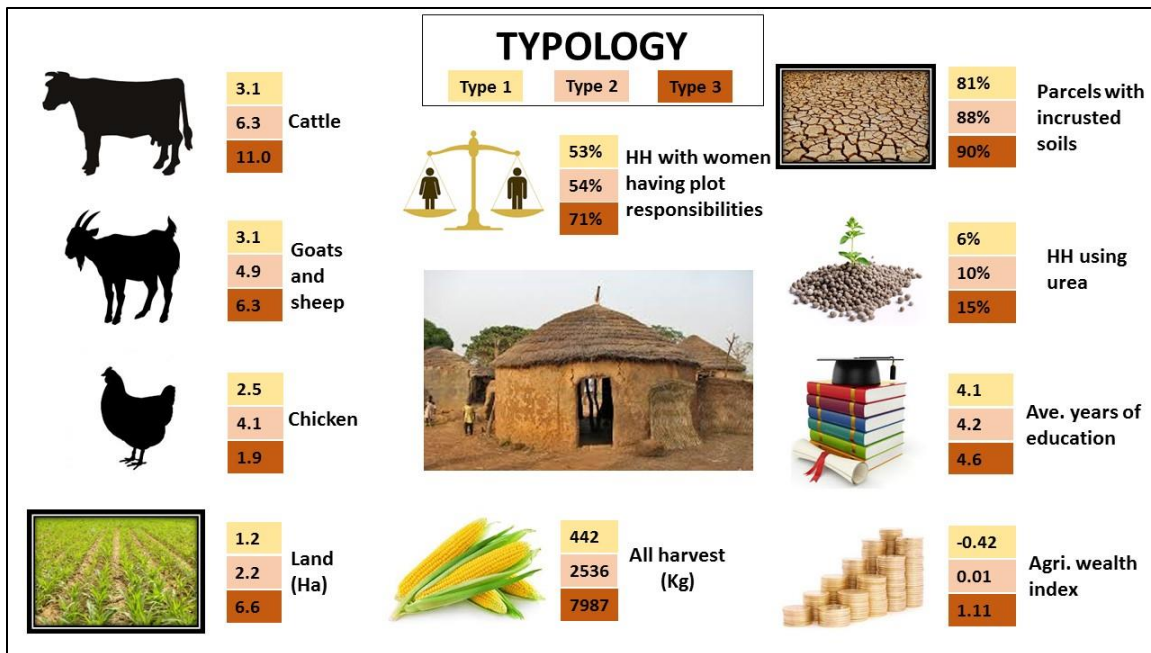 TYPOLOGY
Type 1 Type 2 Type 3
3.1
6.3
11.0
Cattle
3.1
4.9
6.3
Goats
and
sheep
2.5
4.1
1.9
Chicken
1.2
2.2
6.6
Land
(Ha)
53%
54%
71%
HH with women
having plot
responsibilities
442
2536
7987
All harvest
(Kg)
81%
88%
90%
Parcels with
incrusted
soils
6%
10%
15%
HH using
urea
4.1
4.2
4.6
Ave. years of
education
-0.42
0.01
1.11
Agri. wealth
index